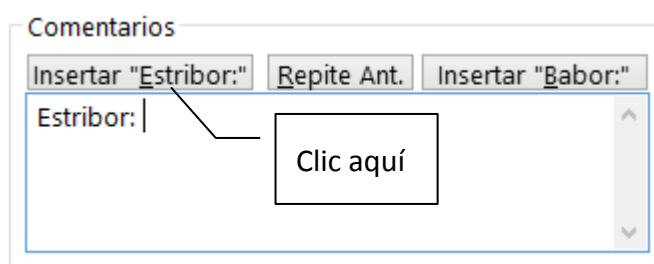 Comentarios
Insertar "Estribor:" Repite Ant. Insertar "Babor:"
Estribor:
Clic aquí